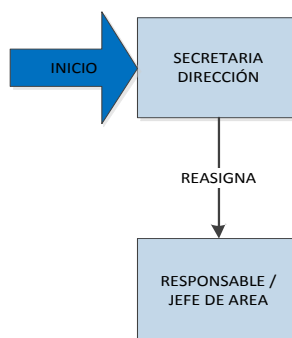 INICIO
SECRETARIA
DIRECCIÓN
REASIGNA
RESPONSABLE /
JEFE DE AREA